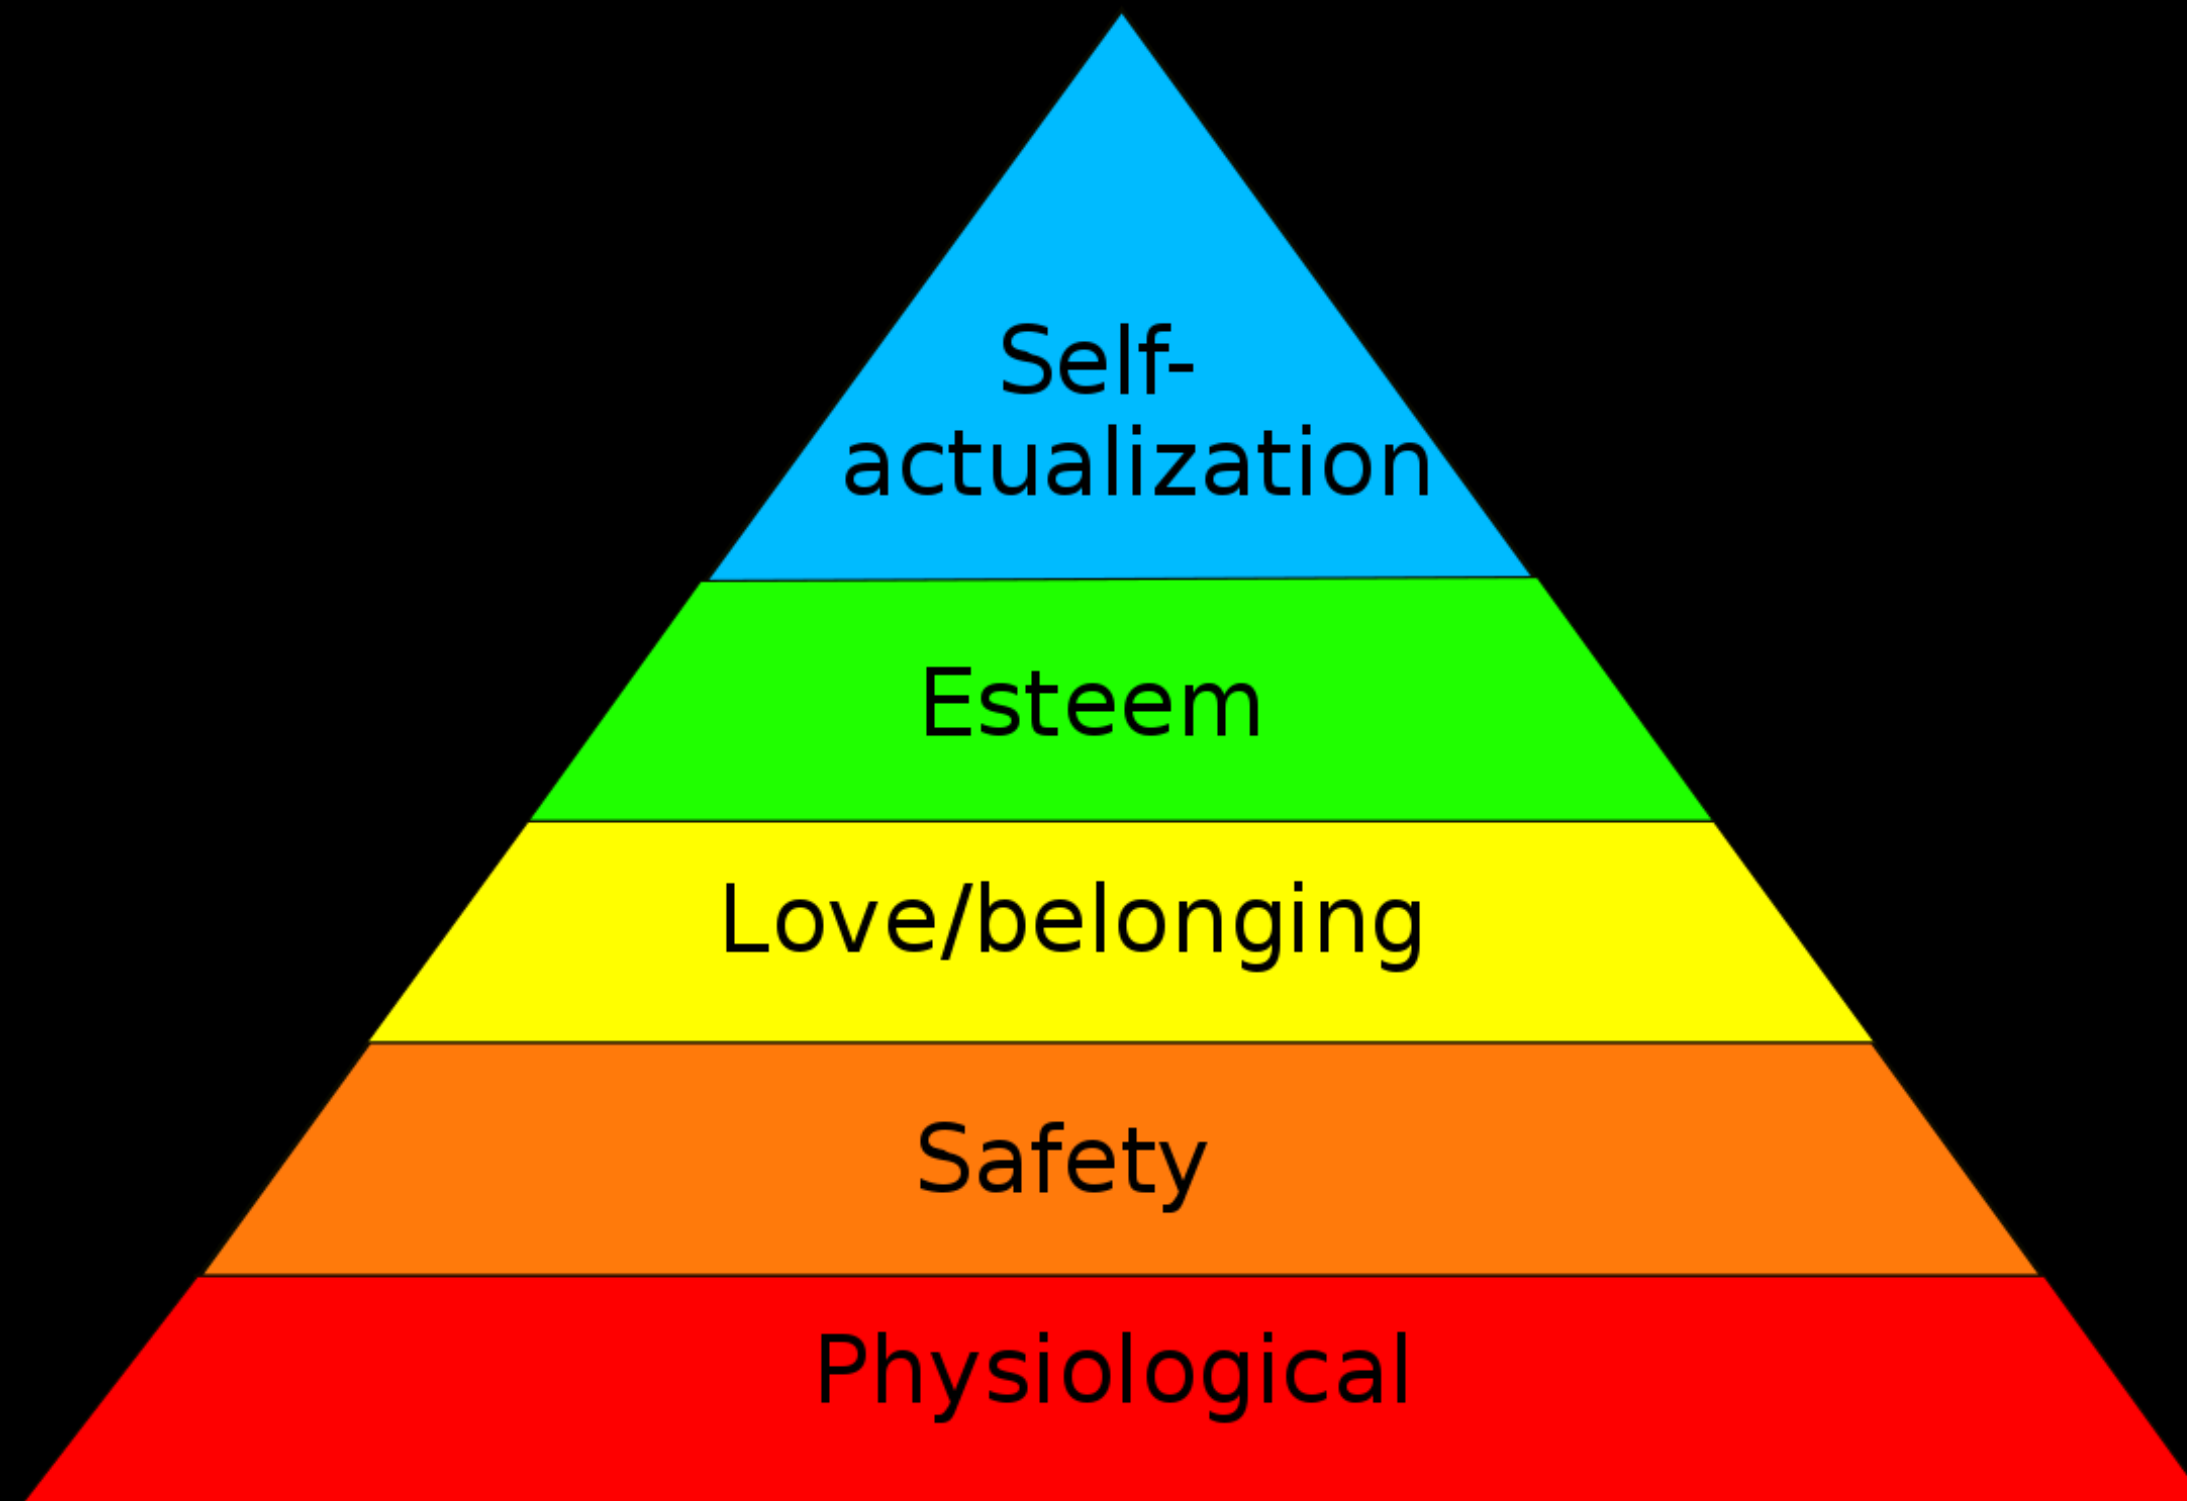 Self-
actualization
Esteem
Love/belonging
Safety
Physiological